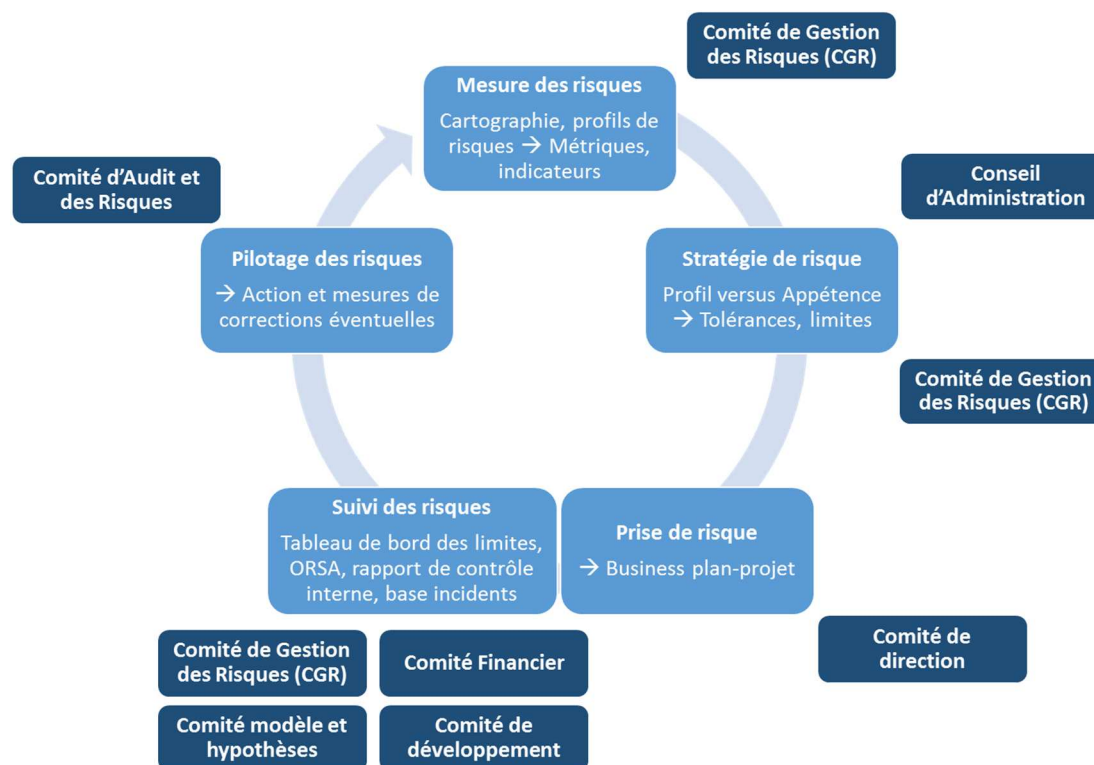 Comité de Gestion
des Risques (CGR)
Mesure des risques
Cartographie, profils de
risques → Métriques,
indicateurs
Comité d'Audit et
des Risques
Conseil
d'Administration
Pilotage des risques
→ Action et mesures de
corrections éventuelles
Stratégie de risque
Profil versus Appétence
→ Tolérances, limites
Comité de Gestion
des Risques (CGR)
Suivi des risques
Tableau de bord des limites,
ORSA, rapport de contrôle
interne, base incidents
Prise de risque
→ Business plan-projet
Comité de
direction
Comité de Gestion
des Risques (CGR)
Comité Financier
Comité modèle et
hypothèses
Comité de
développement